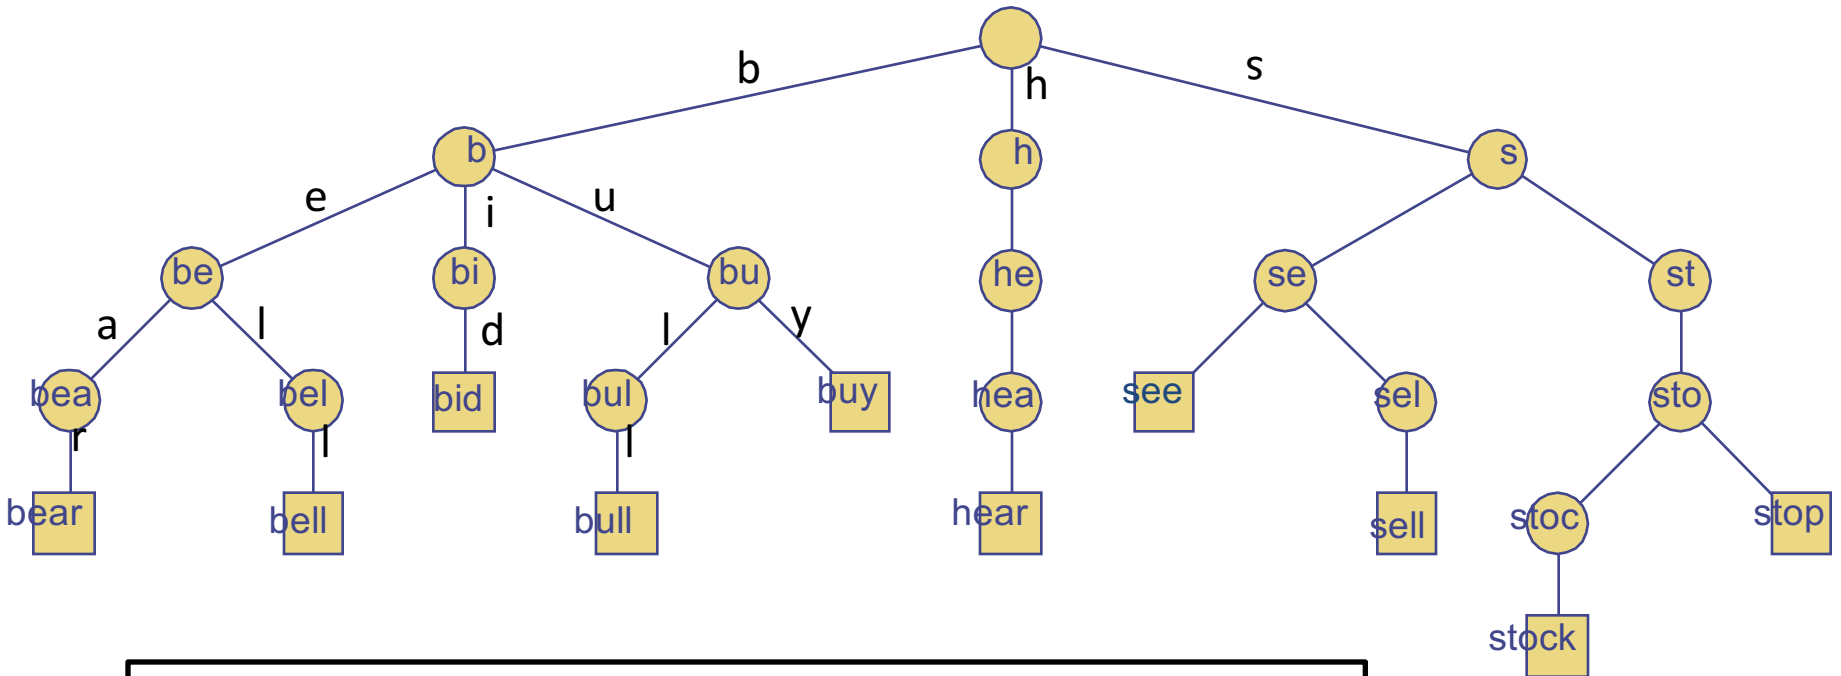 b h s
b h s
e i u
be bi bu he se st
a l d l y
bea bel bid bul buy hea see sel sto
r l l
bear bell bull hear sell stoc stop
stock